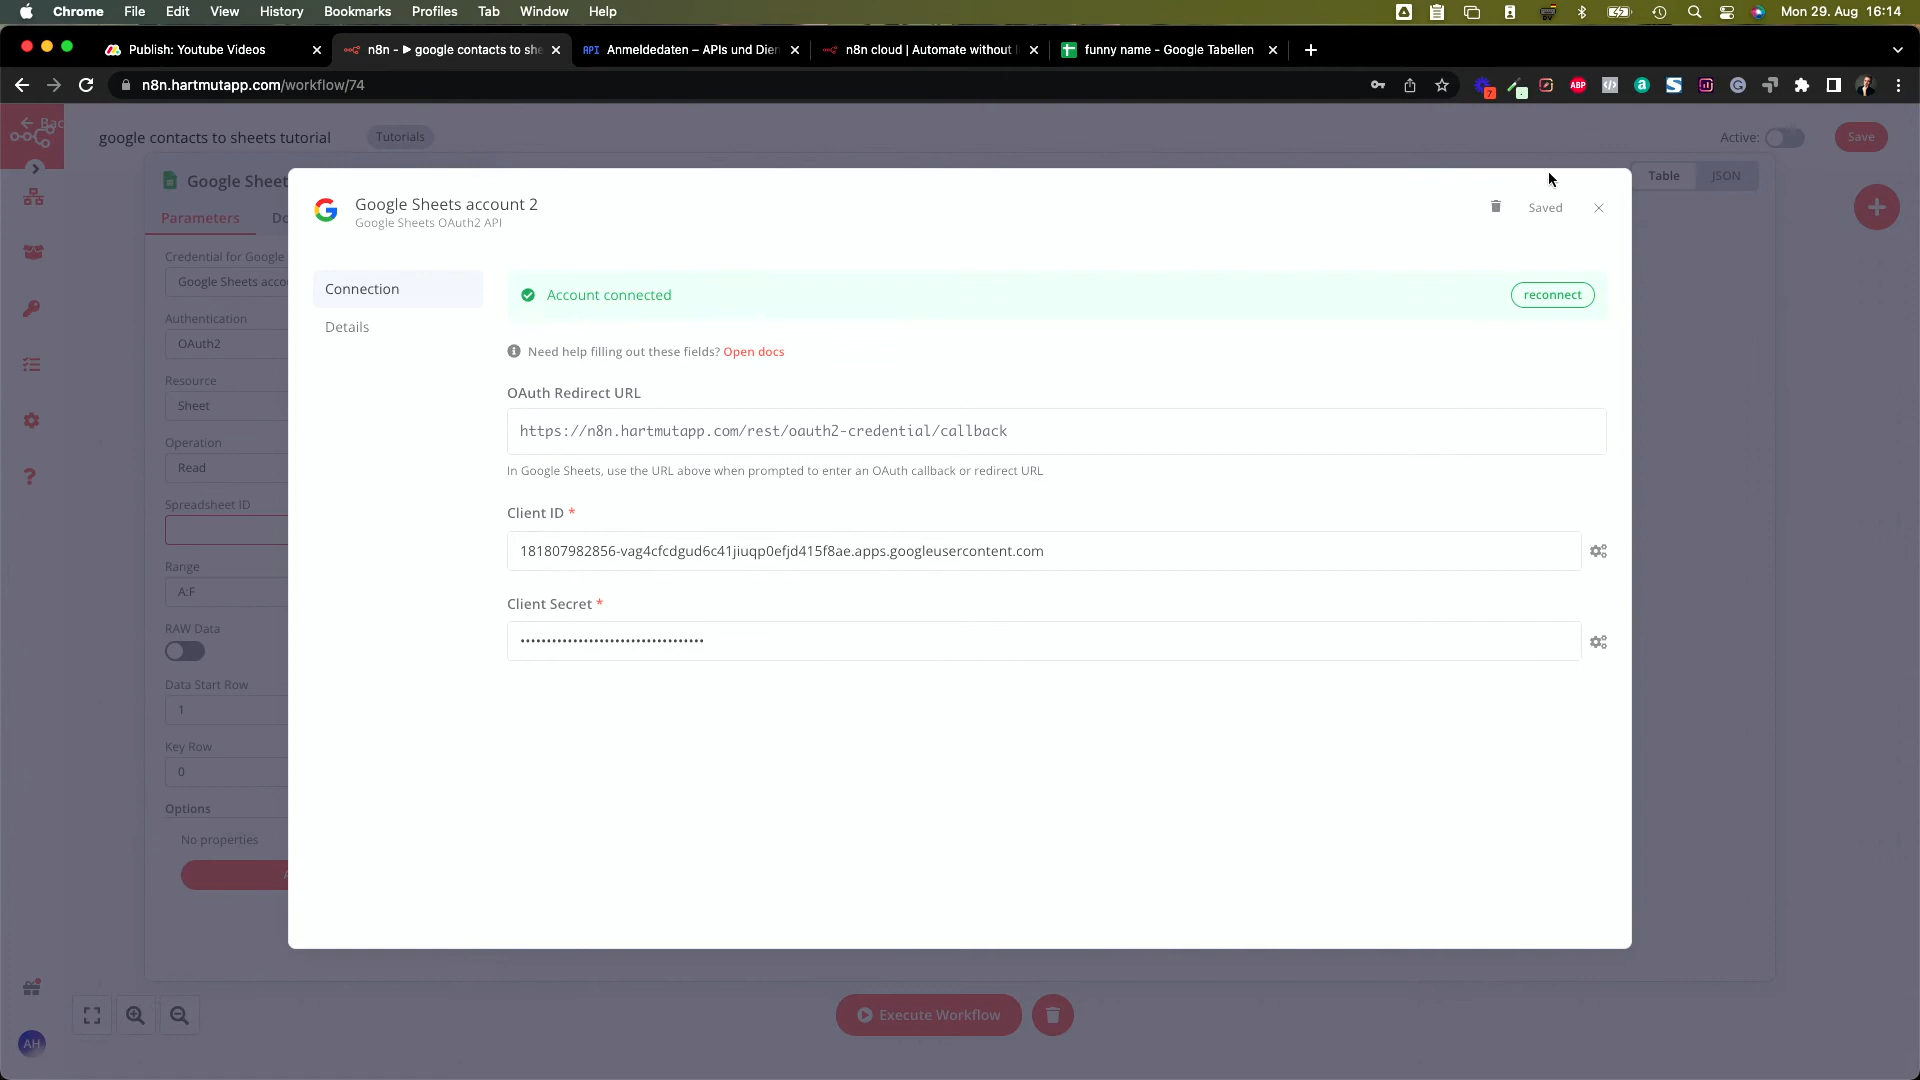 Chrome File Edit View History Bookmarks Profiles Tab Window Help Mon 29. Aug 16:14
Publish: Youtube Videos n8n - ▶ google contacts to she API Anmeldedaten – APIs und Dien n8n cloud | Automate without funny name - Google Tabellen
n8n.hartmutapp.com/workflow/74 7 ABP
Bac
google contacts to sheets tutorial Tutorials Active: Save
Google Sheet Table JSON
Parameters Do
Credential for Google
Google Sheets accou
Authentication
OAuth2
Resource
Sheet
Operation
Read
Spreadsheet ID
Range
A:F
RAW Data
Data Start Row
1
Key Row
0
Options
No properties
Google Sheets account 2
Google Sheets OAuth2 API
Saved
Connection
Details
Account connected
reconnect
Need help filling out these fields? Open docs
OAuth Redirect URL
https://n8n.hartmutapp.com/rest/oauth2-credential/callback
In Google Sheets, use the URL above when prompted to enter an OAuth callback or redirect URL
Client ID *
181807982856-vag4cfcdgud6c41jiuqp0efjd415f8ae.apps.googleusercontent.com
Client Secret *
•••••••••••••••••••••••••••••••••••
Execute Workflow
AH